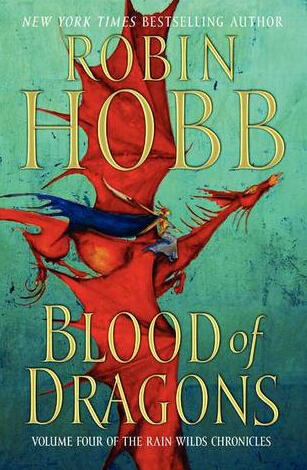 NEW YORK TIMES BESTSELLING AUTHOR
ROBIN
HOBB
BLOOD of
DRAGONS
VOLUME FOUR OF THE RAIN WILDS CHRONICLES